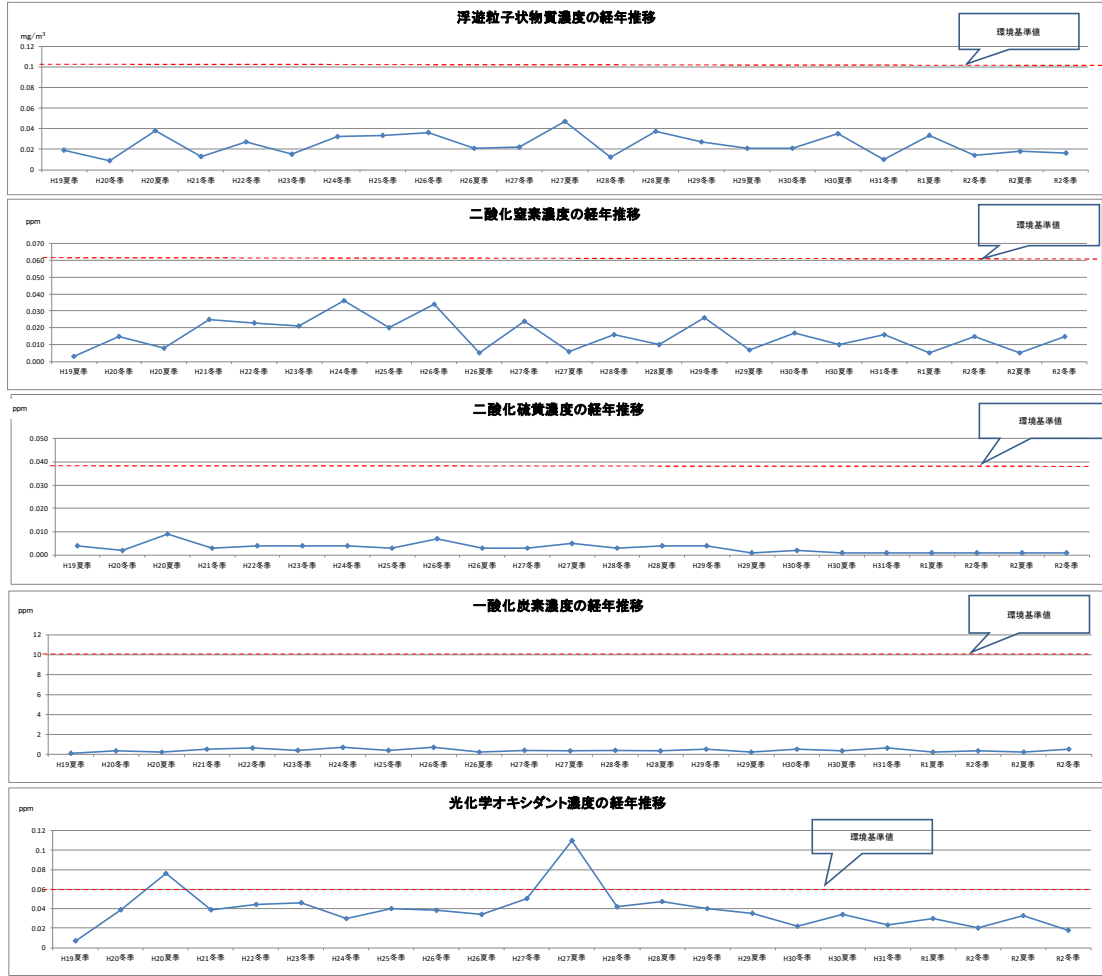 浮遊粒子状物質濃度の経年推移
環境基準値
mg/m³
0.12
0.1
0.08
0.06
0.04
0.02
0
H19夏季 H20冬季 H20夏季 H21冬季 H22冬季 H23冬季 H24冬季 H25冬季 H26冬季 H26夏季 H27冬季 H27夏季 H28冬季 H28夏季 H29冬季 H29夏季 H30冬季 H30夏季 H31冬季 R1夏季 R2冬季 R2夏季 R2冬季
二酸化窒素濃度の経年推移
ppm
環境基準値
0.070
0.060
0.050
0.040
0.030
0.020
0.010
0.000
H19夏季 H20冬季 H20夏季 H21冬季 H22冬季 H23冬季 H24冬季 H25冬季 H26冬季 H26夏季 H27冬季 H27夏季 H28冬季 H28夏季 H29冬季 H29夏季 H30冬季 H30夏季 H31冬季 R1夏季 R2冬季 R2夏季 R2冬季
ppm
二酸化硫黄濃度の経年推移
環境基準値
0.050
0.040
0.030
0.020
0.010
0.000
H19夏季 H20冬季 H20夏季 H21冬季 H22冬季 H23冬季 H24冬季 H25冬季 H26冬季 H26夏季 H27冬季 H27夏季 H28冬季 H28夏季 H29冬季 H29夏季 H30冬季 H30夏季 H31冬季 R1夏季 R2冬季 R2夏季 R2冬季
一酸化炭素濃度の経年推移
ppm
環境基準値
12
10
8
6
4
2
0
H19夏季 H20冬季 H20夏季 H21冬季 H22冬季 H23冬季 H24冬季 H25冬季 H26冬季 H26夏季 H27冬季 H27夏季 H28冬季 H28夏季 H29冬季 H29夏季 H30冬季 H30夏季 H31冬季 R1夏季 R2冬季 R2夏季 R2冬季
光化学オキシダント濃度の経年推移
ppm
環境基準値
0.12
0.1
0.08
0.06
0.04
0.02
0
H19夏季 H20冬季 H20夏季 H21冬季 H22冬季 H23冬季 H24冬季 H25冬季 H26冬季 H26夏季 H27冬季 H27夏季 H28冬季 H28夏季 H29冬季 H29夏季 H30冬季 H30夏季 H31冬季 R1夏季 R2冬季 R2夏季 R2冬季